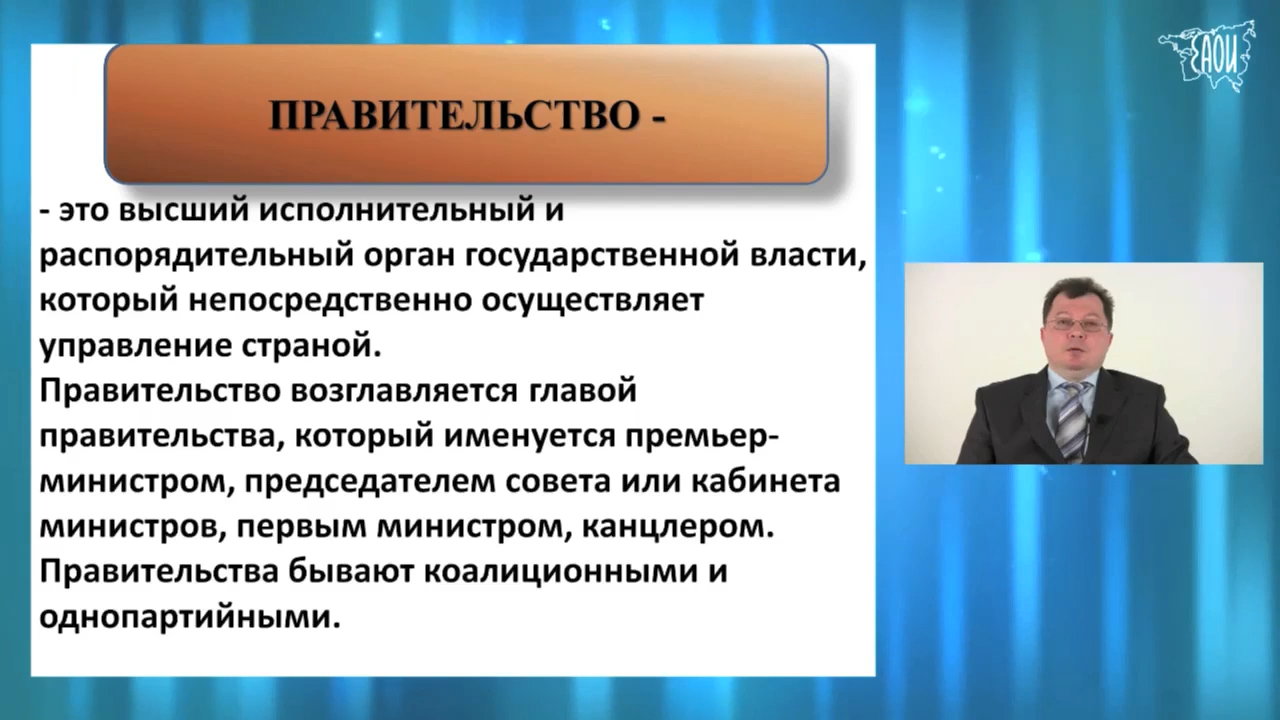 ЕАОИ
ПРАВИТЕЛЬСТВО -
- это высший исполнительный и
распорядительный орган государственной власти,
который непосредственно осуществляет
управление страной.
Правительство возглавляется главой
правительства, который именуется премьер-
министром, председателем совета или кабинета
министров, первым министром, канцлером.
Правительства бывают коалиционными и
однопартийными.